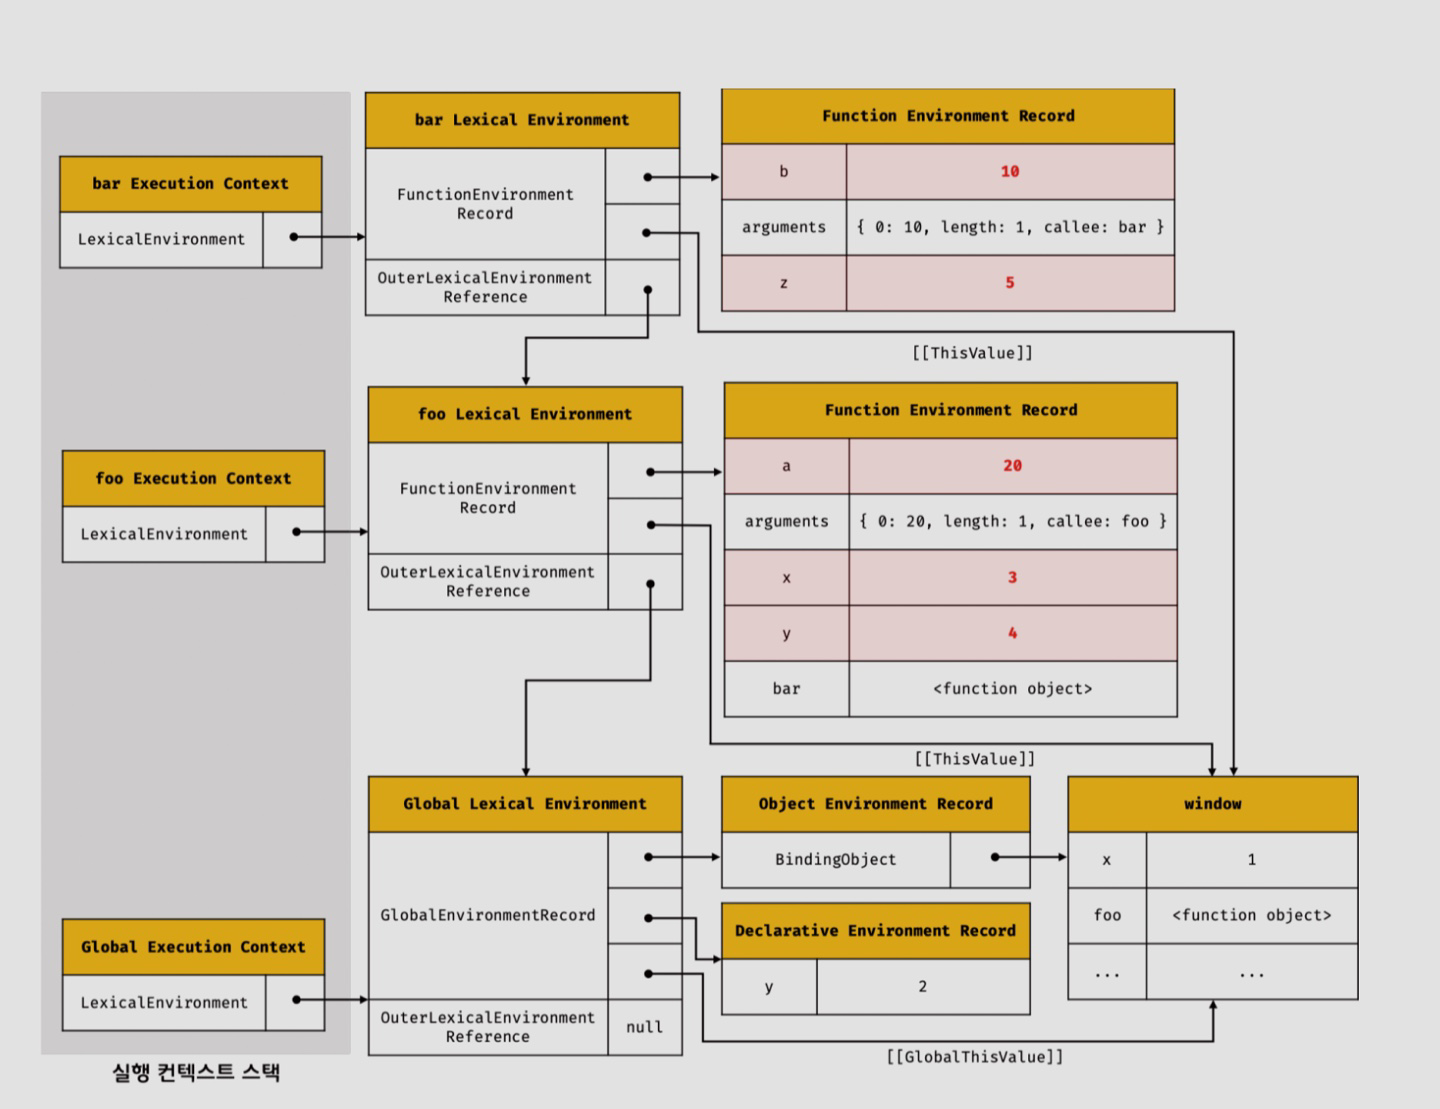 bar Execution Context
LexicalEnvironment
bar Lexical Environment
FunctionEnvironment
Record
OuterLexicalEnvironment
Reference
Function Environment Record
b 10
arguments { 0: 10, length: 1, callee: bar }
z 5
[[ThisValue]]
foo Execution Context
LexicalEnvironment
foo Lexical Environment
FunctionEnvironment
Record
OuterLexicalEnvironment
Reference
Function Environment Record
a 20
arguments { 0: 20, length: 1, callee: foo }
x 3
y 4
bar <function object>
[[ThisValue]]
Global Execution Context
LexicalEnvironment
Global Lexical Environment
GlobalEnvironmentRecord
OuterLexicalEnvironment
Reference
null
Object Environment Record
BindingObject
Declarative Environment Record
y 2
window
x 1
foo <function object>
... ...
[[GlobalThisValue]]
실행 컨텍스트 스택